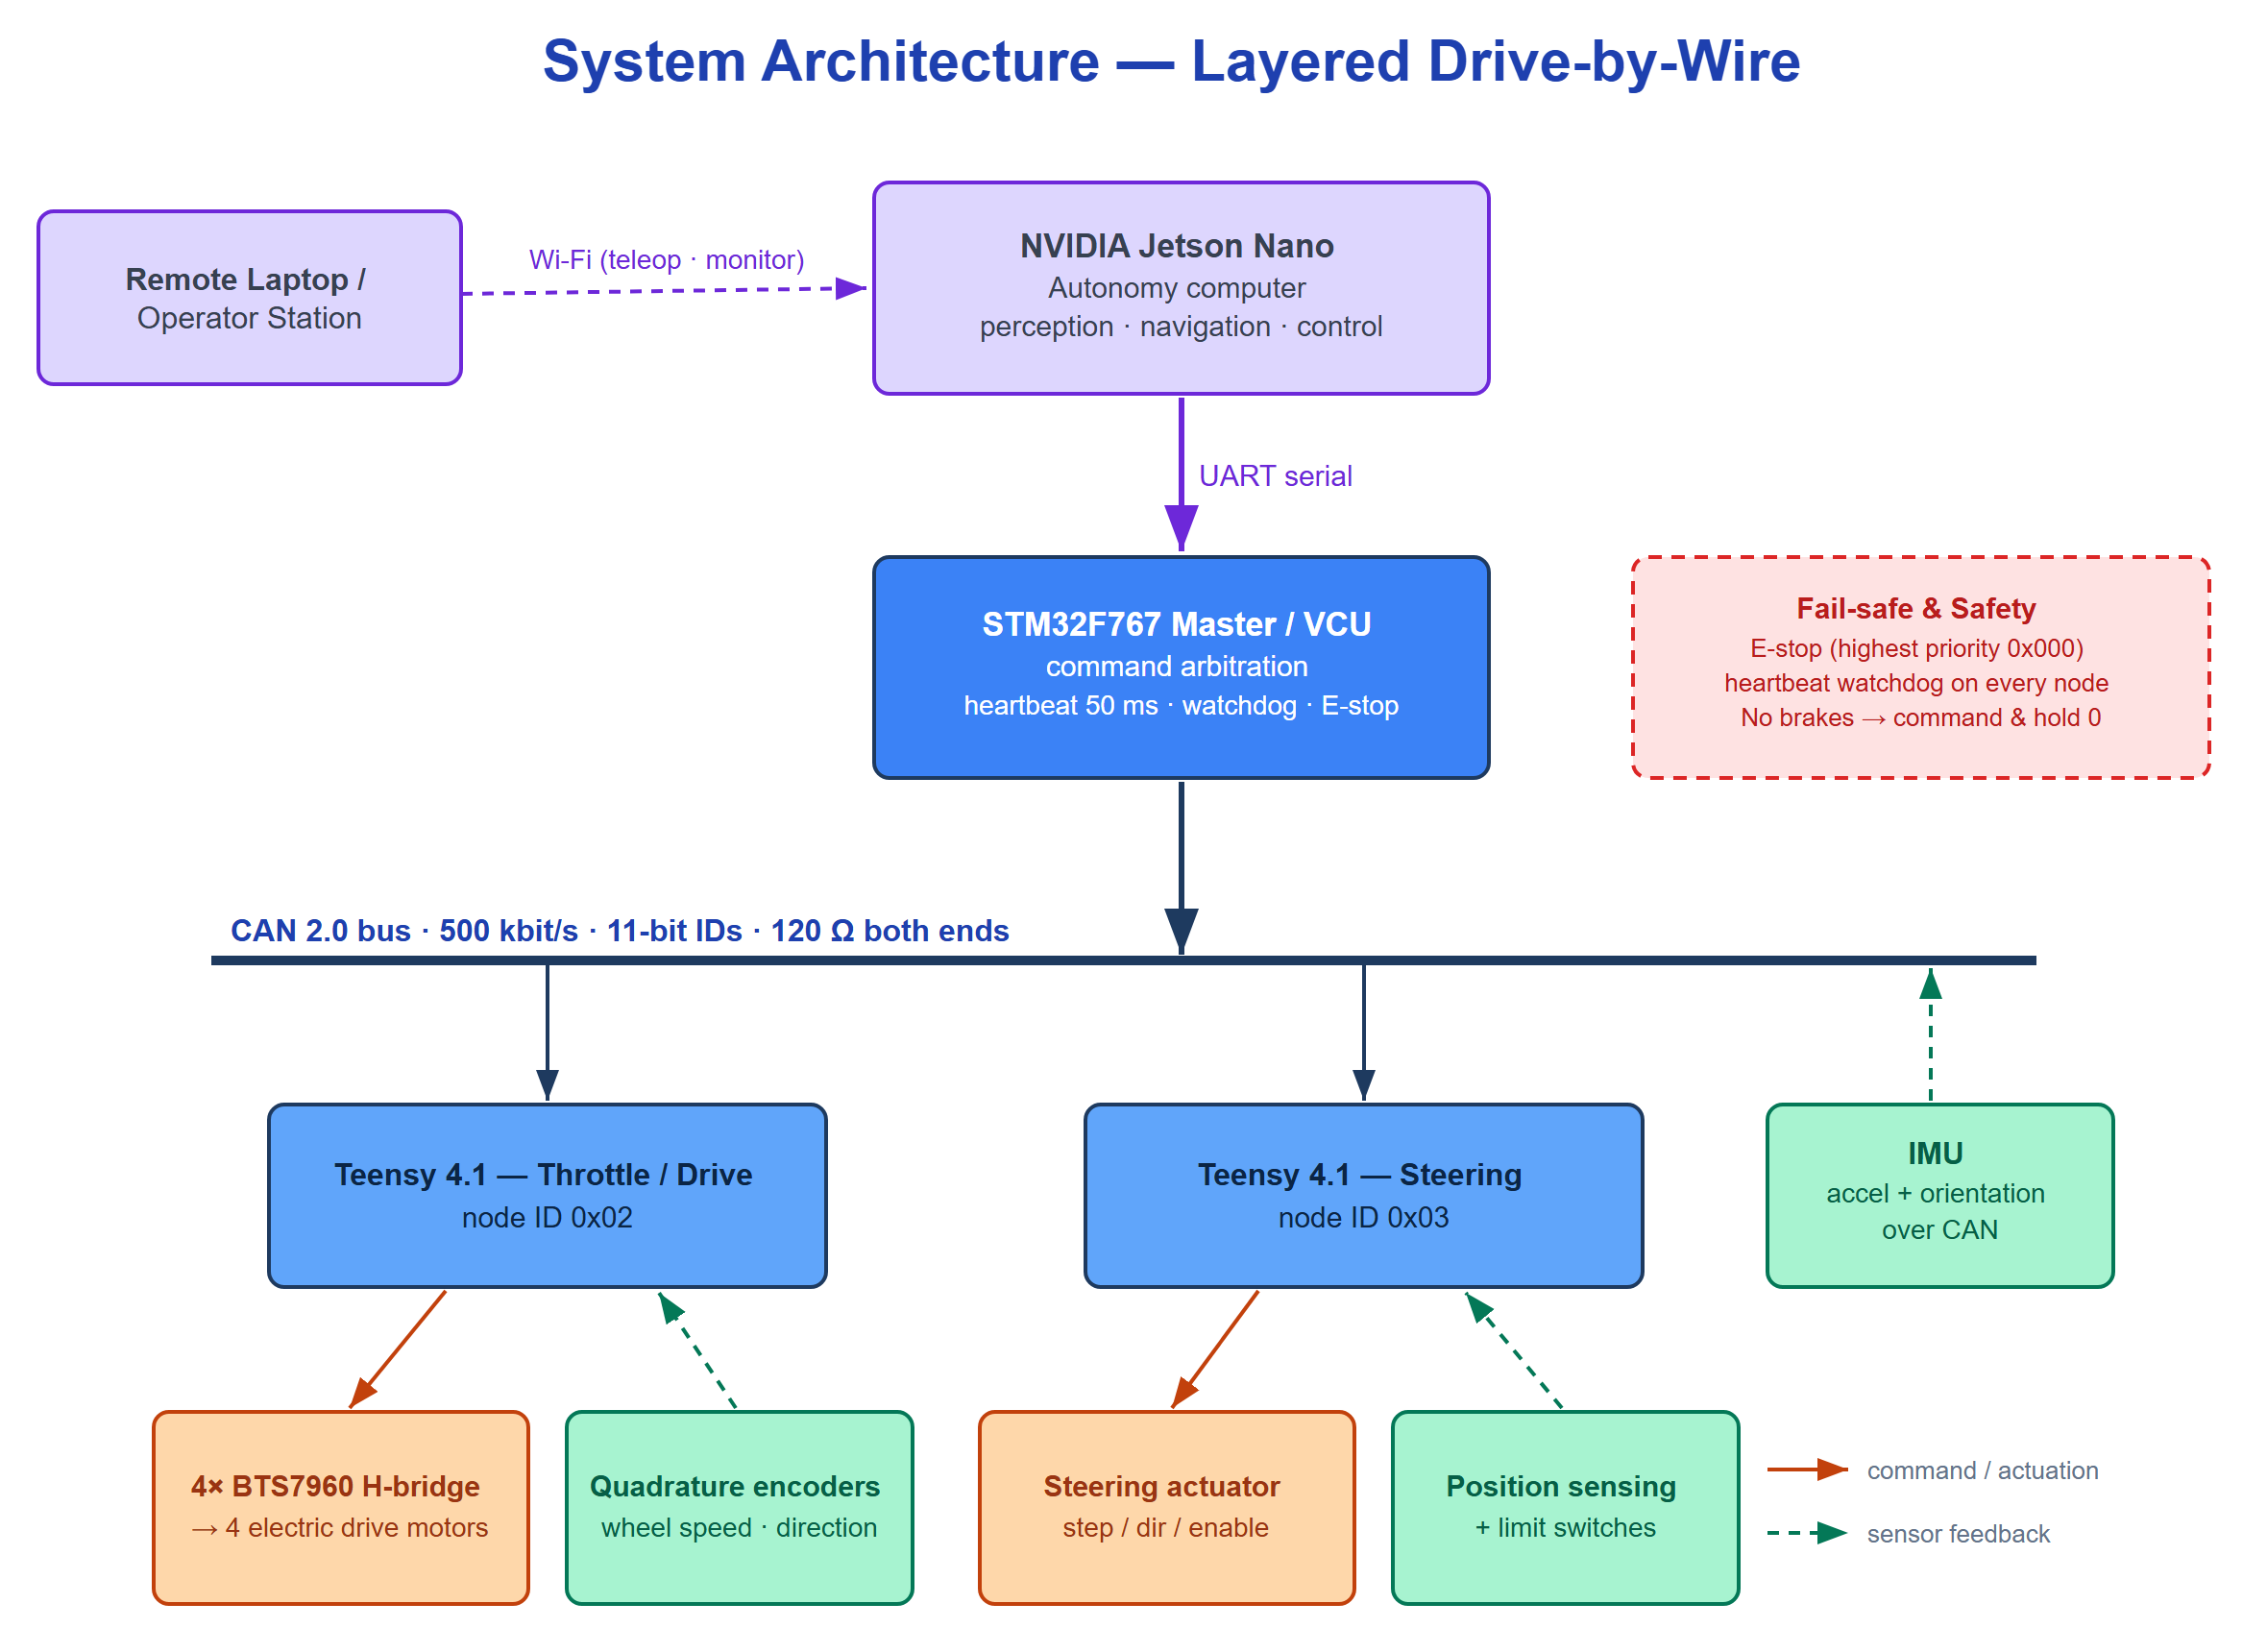 System Architecture — Layered Drive-by-Wire
Remote Laptop /
Operator Station
Wi-Fi (teleop · monitor)
NVIDIA Jetson Nano
Autonomy computer
perception · navigation · control
UART serial
STM32F767 Master / VCU
command arbitration
heartbeat 50 ms · watchdog · E-stop
Fail-safe & Safety
E-stop (highest priority 0x000)
heartbeat watchdog on every node
No brakes → command & hold 0
CAN 2.0 bus · 500 kbit/s · 11-bit IDs · 120 Ω both ends
Teensy 4.1 — Throttle / Drive
node ID 0x02
Teensy 4.1 — Steering
node ID 0x03
IMU
accel + orientation
over CAN
4× BTS7960 H-bridge
→ 4 electric drive motors
Quadrature encoders
wheel speed · direction
Steering actuator
step / dir / enable
Position sensing
+ limit switches
command / actuation
sensor feedback